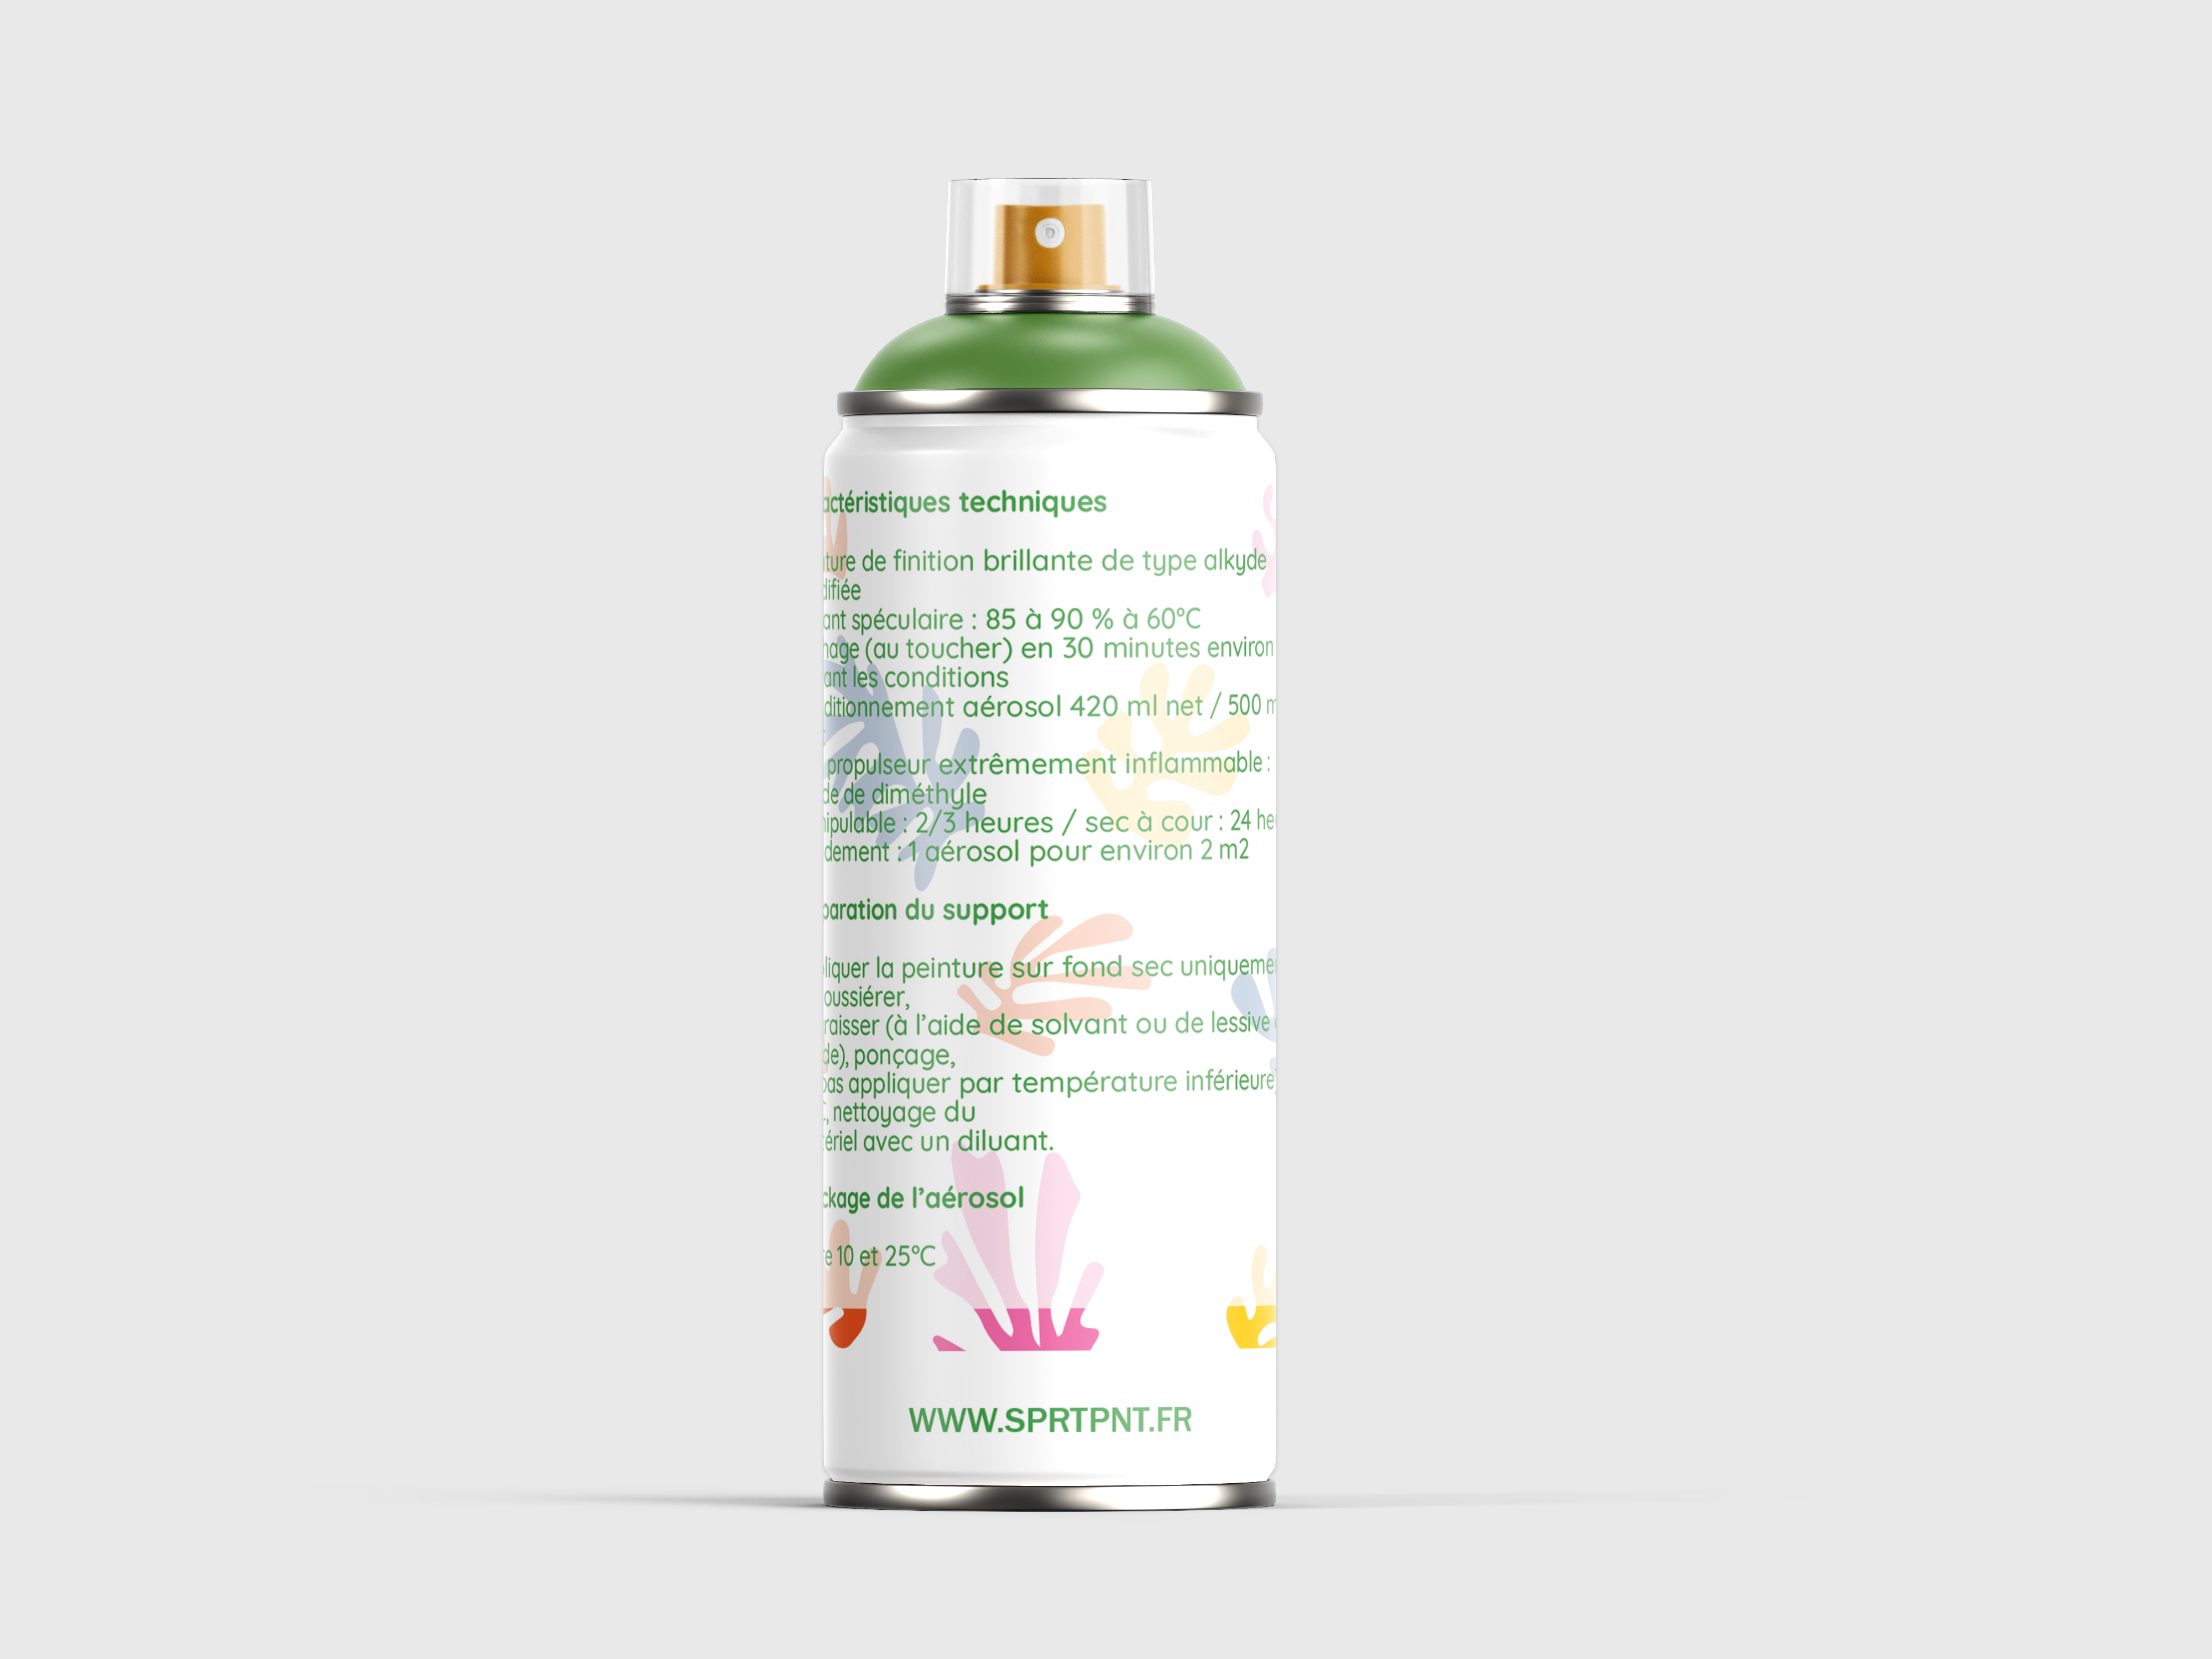 actéristiques techniques
ture de finition brillante de type alkyde
difiée
ant spéculaire : 85 à 90 % à 60°C
nage (au toucher) en 30 minutes environ
ant les conditions
ditionnement aérosol 420 ml net / 500 m
propulseur extrêmement inflammable :
de de diméthyle
nipulable : 2/3 heures / sec à cour : 24 heu
dement : 1 aérosol pour environ 2 m2
paration du support
liquer la peinture sur fond sec uniqueme
oussiérer,
raisser (à l’aide de solvant ou de lessive
de), ponçage,
pas appliquer par température inférieure
, nettoyage du
ériel avec un diluant.
ckage de l’aérosol
e 10 et 25°C
WWW.SPRTPNT.FR